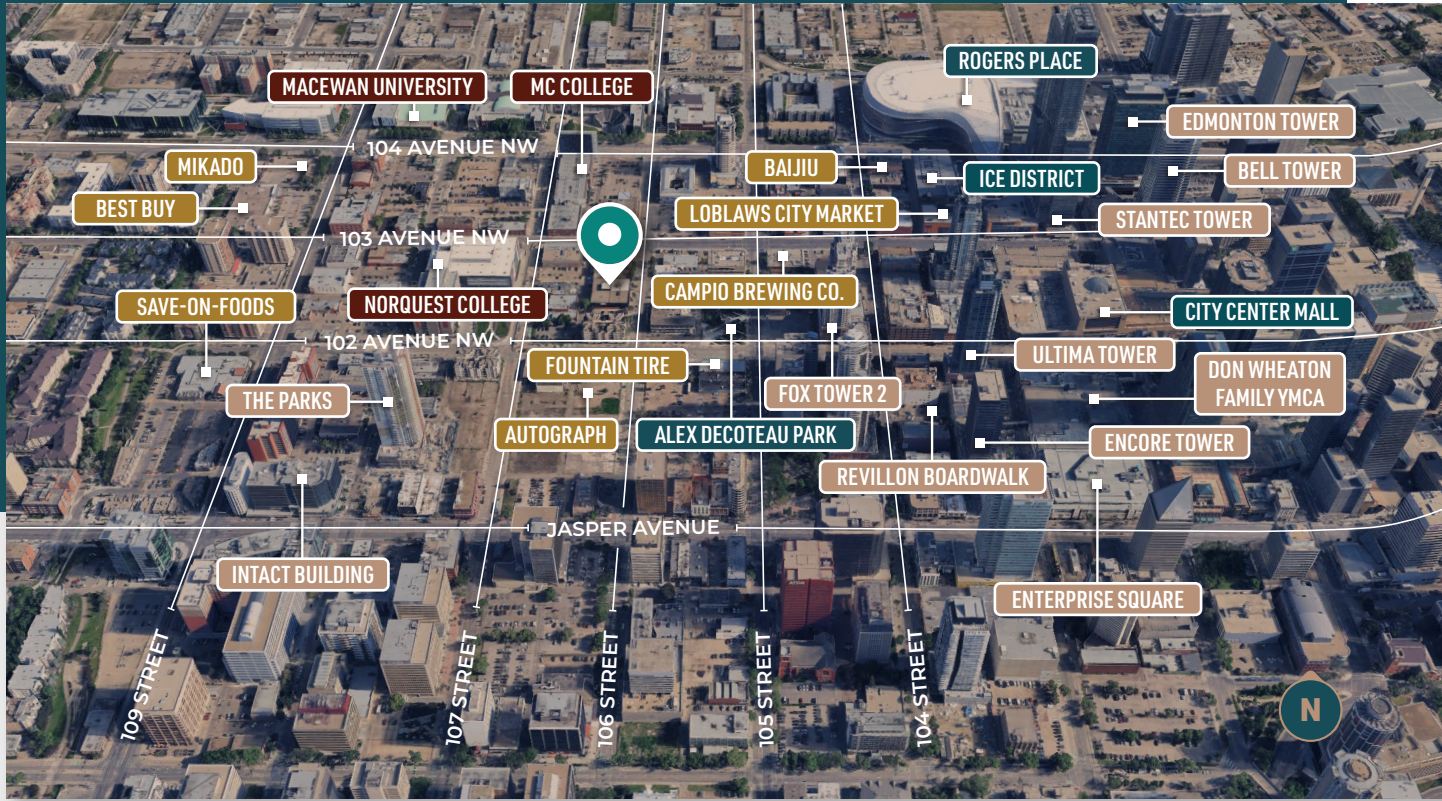 ROGERS PLACE
MACEWAN UNIVERSITY
MC COLLEGE
EDMONTON TOWER
104 AVENUE NW
MIKADO
BAIJIU
ICE DISTRICT
BELL TOWER
BEST BUY
LOBLAWS CITY MARKET
STANTEC TOWER
103 AVENUE NW
SAVE-ON-FOODS
NORQUEST COLLEGE
CAMPIO BREWING CO.
CITY CENTER MALL
102 AVENUE NW
ULTIMA TOWER
FOUNTAIN TIRE
DON WHEATON
FAMILY YMCA
THE PARKS
FOX TOWER 2
AUTOGRAPH
ALEX DECOTEAU PARK
ENCORE TOWER
REVILLON BOARDWALK
JASPER AVENUE
INTACT BUILDING
ENTERPRISE SQUARE
109 STREET
107 STREET
106 STREET
105 STREET
104 STREET
N